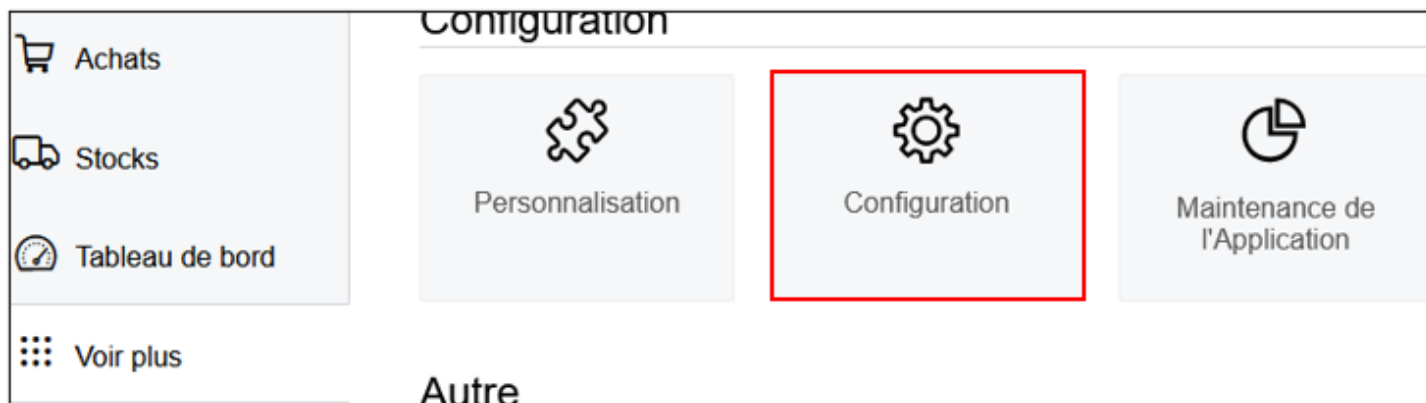 Configuration
Achats
Stocks
Tableau de bord
Voir plus
Personnalisation
Configuration
Maintenance de
l'Application
Autre